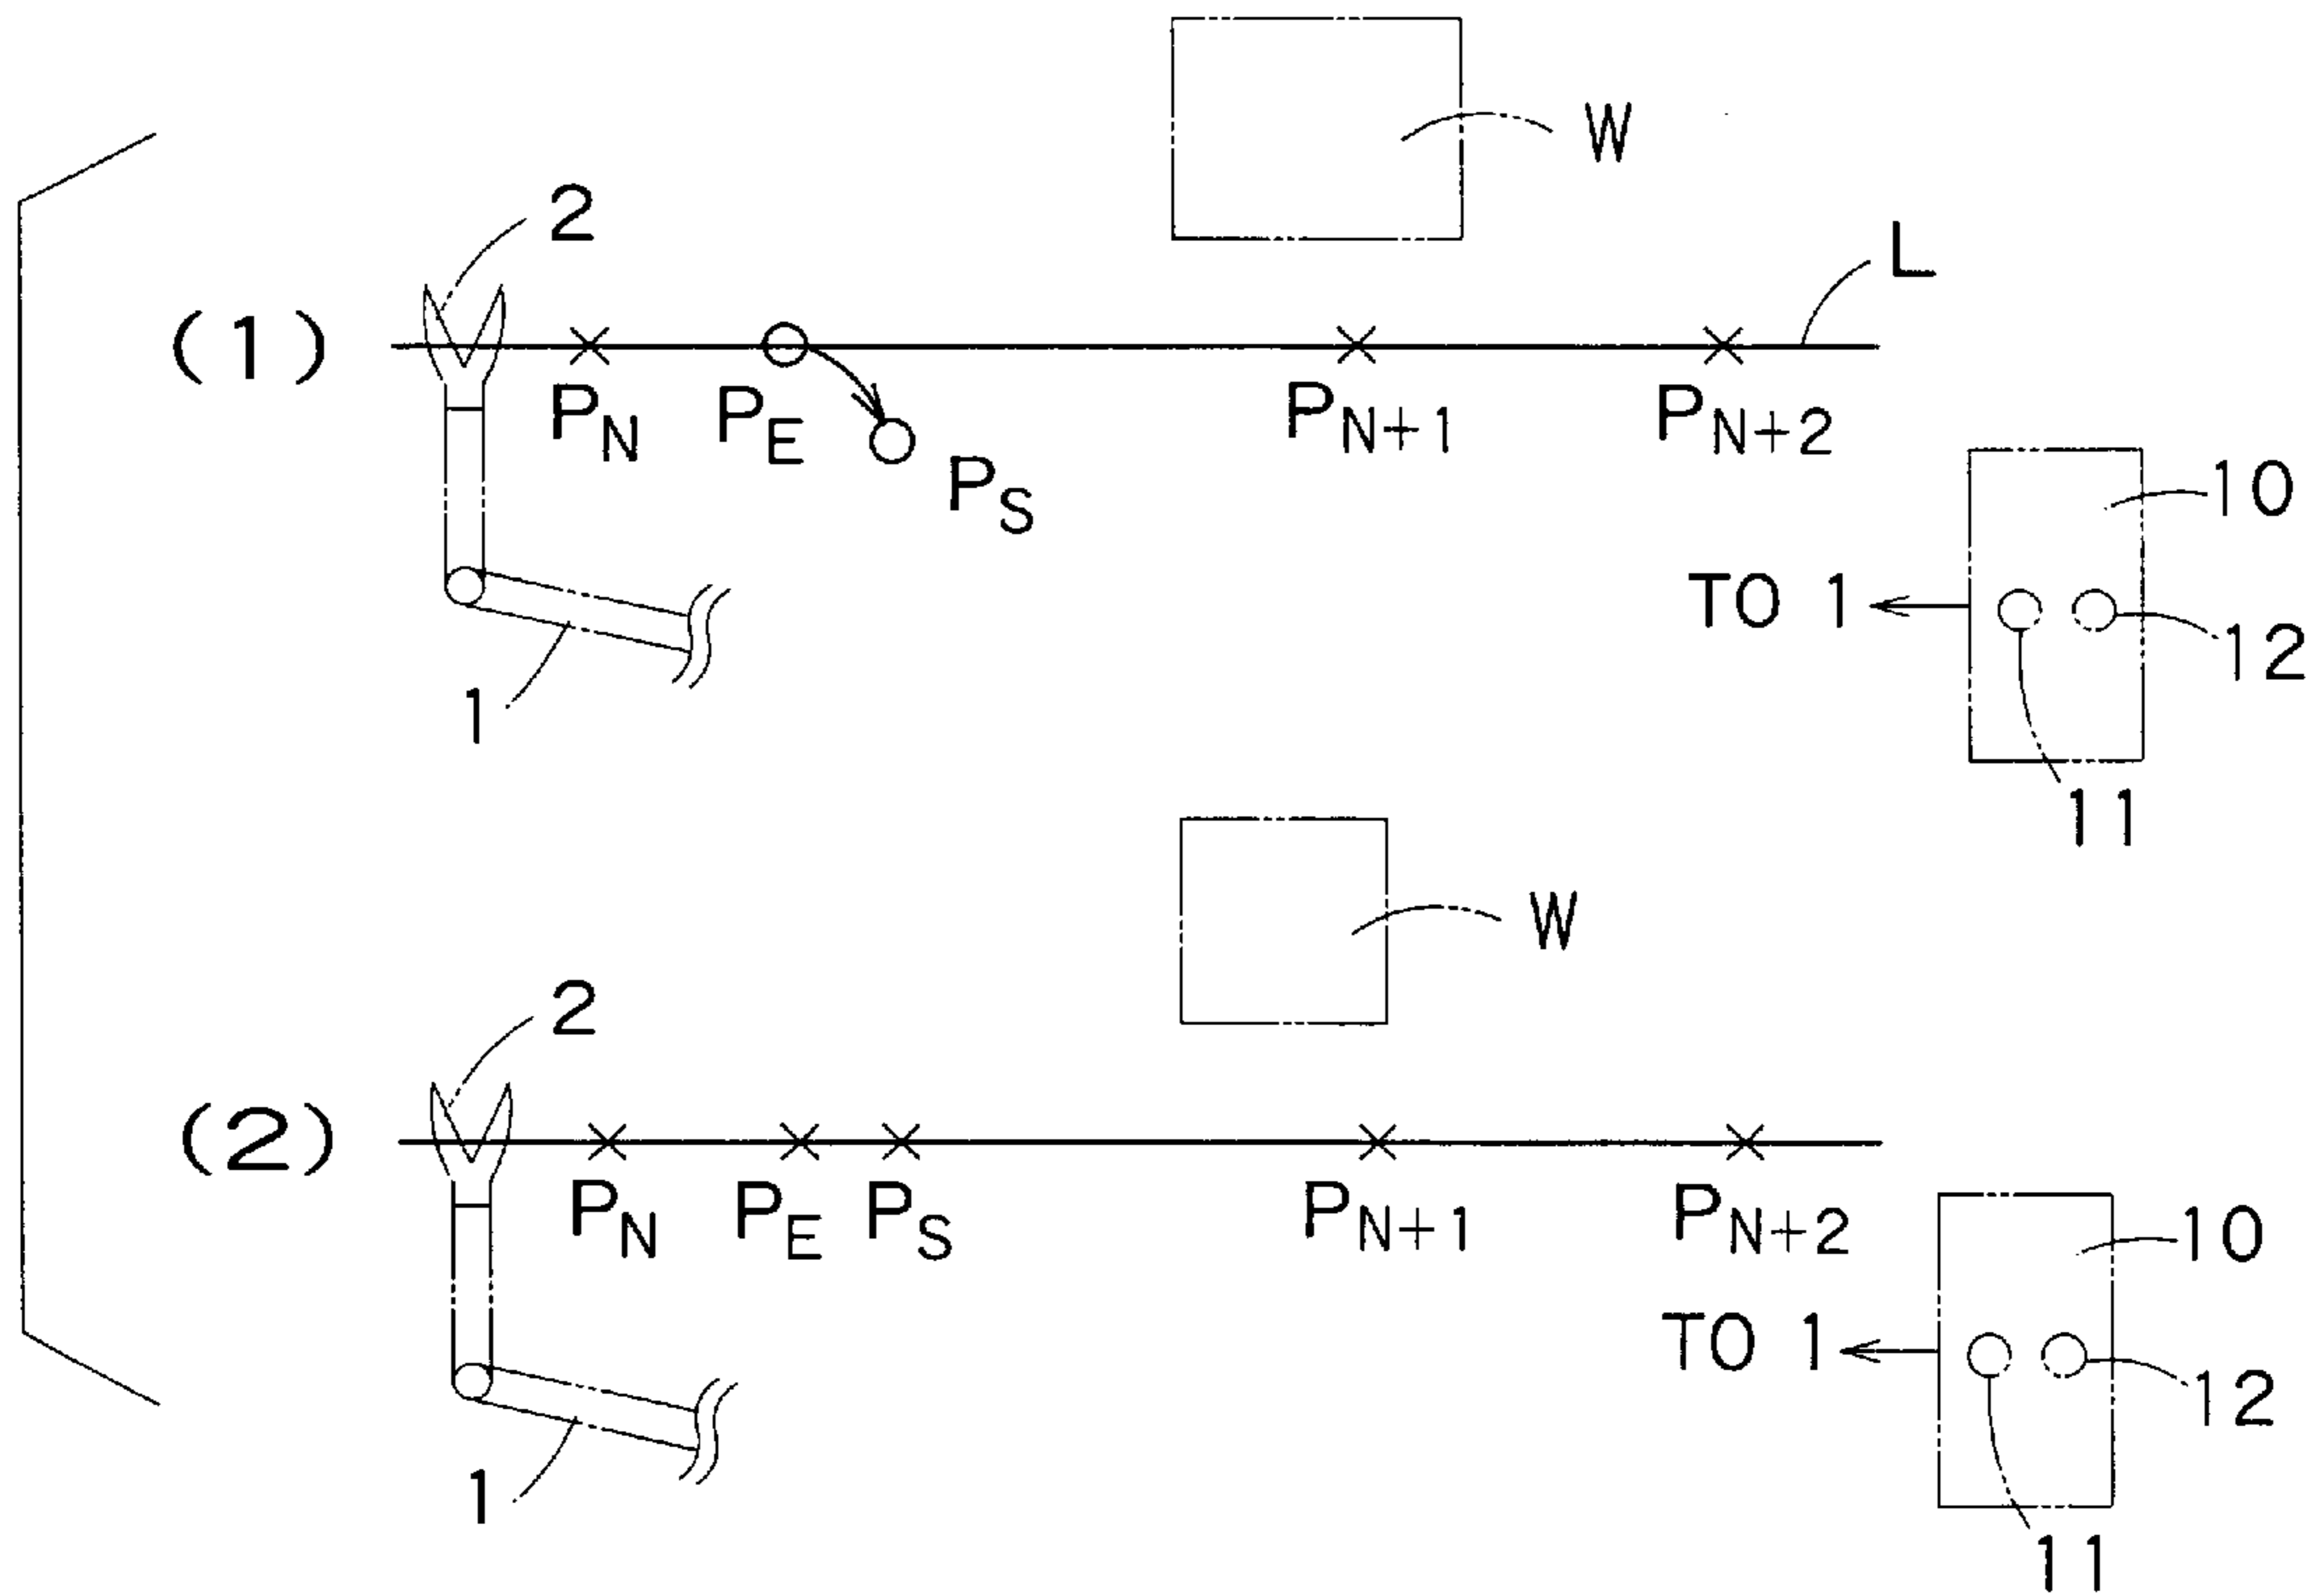 W
2
L
(1)
P_N P_E P_S P_{N+1} P_{N+2}
10
TO 1
12
1
11
W
2
(2)
P_N P_E P_S P_{N+1} P_{N+2}
10
TO 1
12
1
11